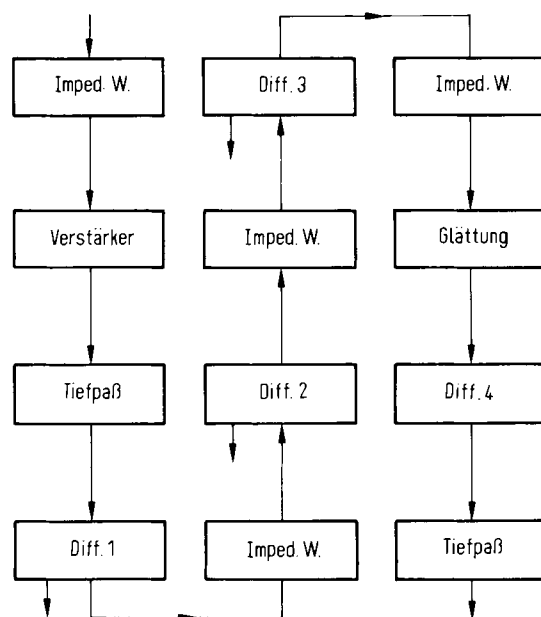 Imped. W.
Verstärker
Tiefpaß
Diff. 1
Diff. 3
Imped. W.
Diff. 2
Imped. W.
Imped. W.
Glättung
Diff. 4
Tiefpaß